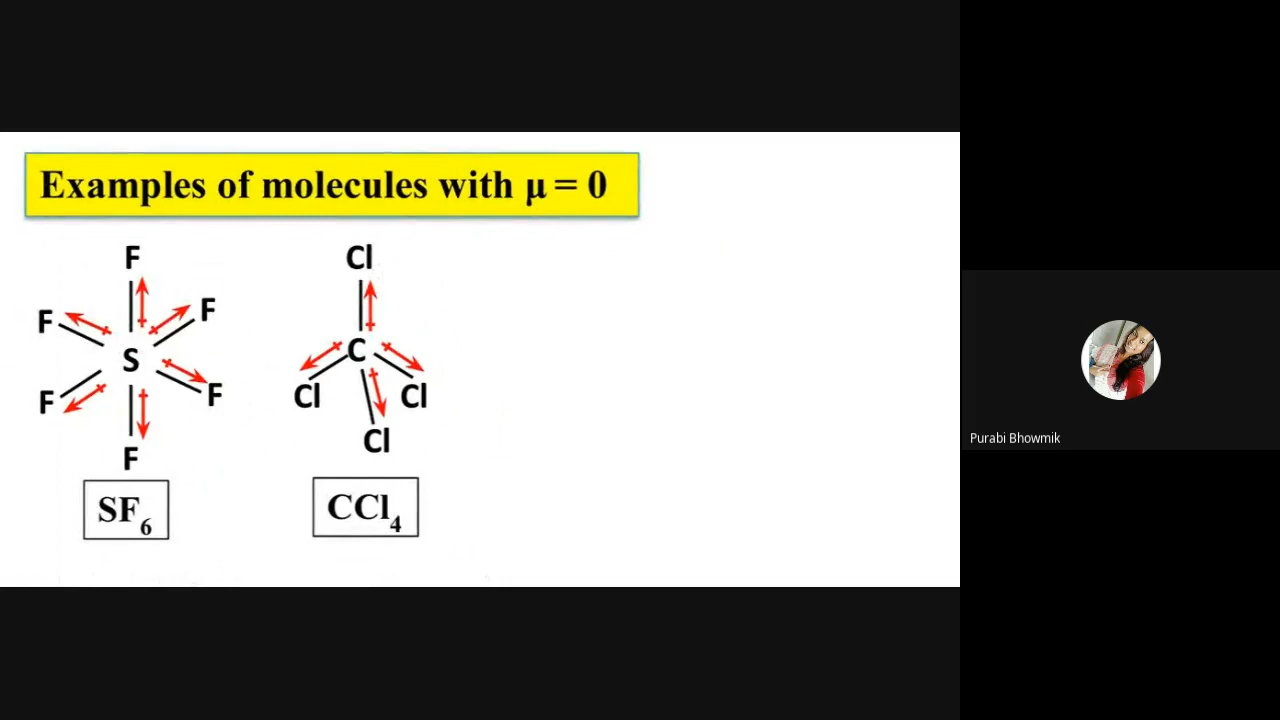 Examples of molecules with μ = 0
F
F
F
S
F
F
F
SF₆
Cl
C
Cl
Cl
Cl
CCl₄
Purabi Bhowmik